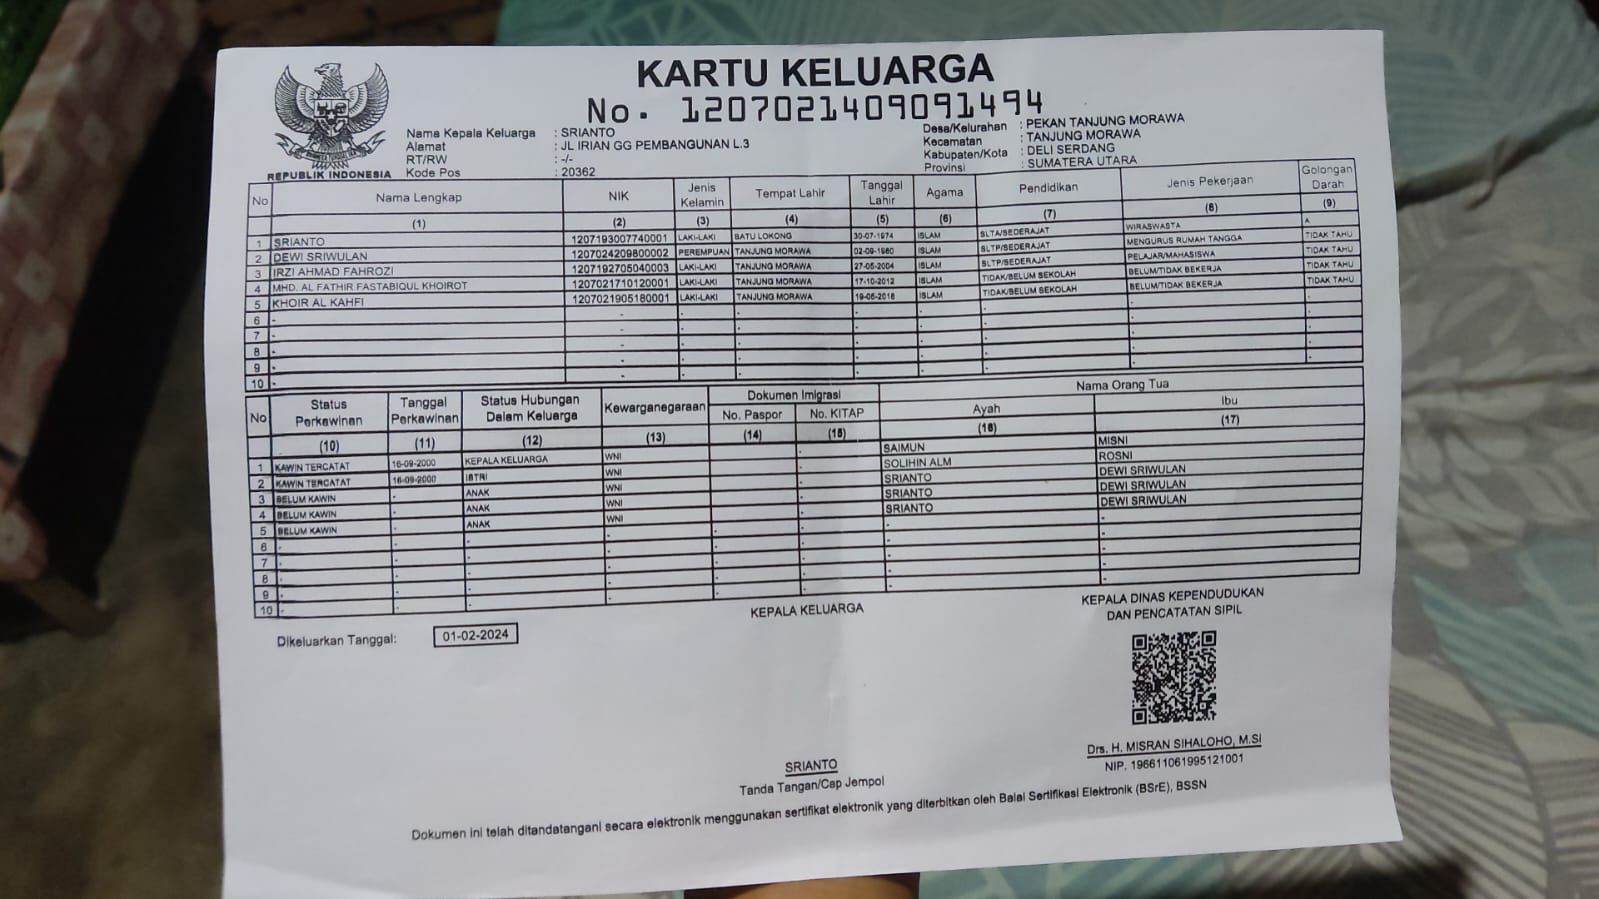 KARTU KELUARGA
No. 1207021409091494
Nama Kepala Keluarga : SRIANTO
Alamat : JL IRIAN GG PEMBANGUNAN L.3
RT/RW : -/-
Kode Pos : 20362
Desa/Kelurahan : PEKAN TANJUNG MORAWA
Kecamatan : TANJUNG MORAWA
Kabupaten/Kota : DELI SERDANG
Provinsi : SUMATERA UTARA
REPUBLIK INDONESIA
No Nama Lengkap NIK Jenis Kelamin Tempat Lahir Tanggal Lahir Agama Pendidikan Jenis Pekerjaan Golongan Darah
(1) (2) (3) (4) (5) (6) (7) (8) (9)
1 SRIANTO 1207193007740001 LAKI-LAKI BATU LOKONG 30-07-1974 ISLAM SLTA/SEDERAJAT WIRASWASTA A
2 DEWI SRIWULAN 1207024209800002 PEREMPUAN TANJUNG MORAWA 02-09-1980 ISLAM SLTP/SEDERAJAT MENGURUS RUMAH TANGGA TIDAK TAHU
3 IRZI AHMAD FAHROZI 1207192705040003 LAKI-LAKI TANJUNG MORAWA 27-05-2004 ISLAM SLTP/SEDERAJAT PELAJAR/MAHASISWA TIDAK TAHU
4 MHD. AL FATHIR FASTABIQUL KHOIROT 1207021710120001 LAKI-LAKI TANJUNG MORAWA 17-10-2012 ISLAM TIDAK/BELUM SEKOLAH BELUM/TIDAK BEKERJA TIDAK TAHU
5 KHOIR AL KAHFI 1207021905180001 LAKI-LAKI TANJUNG MORAWA 19-05-2018 ISLAM TIDAK/BELUM SEKOLAH BELUM/TIDAK BEKERJA TIDAK TAHU
6 - - - - - - - - -
7 - - - - - - - - -
8 - - - - - - - - -
9 - - - - - - - - -
10 - - - - - - - - -
No Status Perkawinan Tanggal Perkawinan Status Hubungan Dalam Keluarga Kewarganegaraan Dokumen Imigrasi Nama Orang Tua
No. Paspor No. KITAP Ayah Ibu
(10) (11) (12) (13) (14) (15) (16) (17)
1 KAWIN TERCATAT 16-09-2000 KEPALA KELUARGA WNI - SAIMUN MISNI
2 KAWIN TERCATAT 16-09-2000 ISTRI WNI - SOLIHIN ALM ROSNI
3 BELUM KAWIN - ANAK WNI - SRIANTO DEWI SRIWULAN
4 BELUM KAWIN - ANAK WNI - SRIANTO DEWI SRIWULAN
5 BELUM KAWIN - ANAK WNI - SRIANTO DEWI SRIWULAN
6 - - - - - - - -
7 - - - - - - - -
8 - - - - - - - -
9 - - - - - - - -
10 - - - - - - - -
Dikeluarkan Tanggal: 01-02-2024
KEPALA KELUARGA
KEPALA DINAS KEPENDUDUKAN
DAN PENCATATAN SIPIL
SRIANTO
Tanda Tangan/Cap Jempol
Drs. H. MISRAN SIHALOHO, M.Si
NIP. 196611061995121001
Dokumen ini telah ditandatangani secara elektronik menggunakan sertifikat elektronik yang diterbitkan oleh Balai Sertifikasi Elektronik (BSrE), BSSN